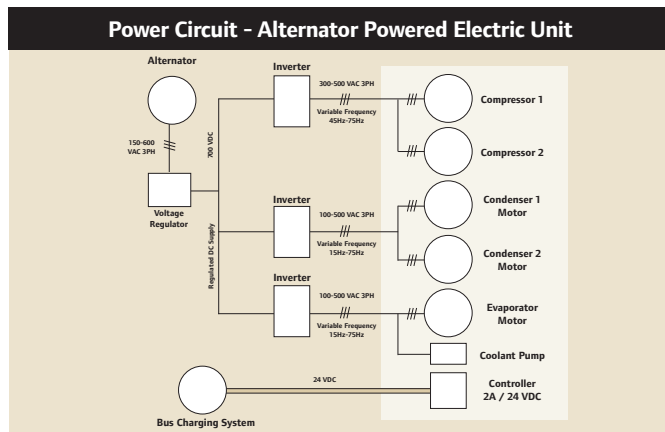 Power Circuit - Alternator Powered Electric Unit
Alternator
Inverter
300-500 VAC 3PH
Compressor 1
Variable Frequency
45Hz-75Hz
150-600
VAC 3PH
700 VDC
Compressor 2
Voltage
Regulator
Inverter
100-500 VAC 3PH
Condenser 1
Motor
Variable Frequency
15Hz-75Hz
Regulated DC Supply
Condenser 2
Motor
Inverter
100-500 VAC 3PH
Evaporator
Motor
Variable Frequency
15Hz-75Hz
Coolant Pump
24 VDC
Controller
2A / 24 VDC
Bus Charging System